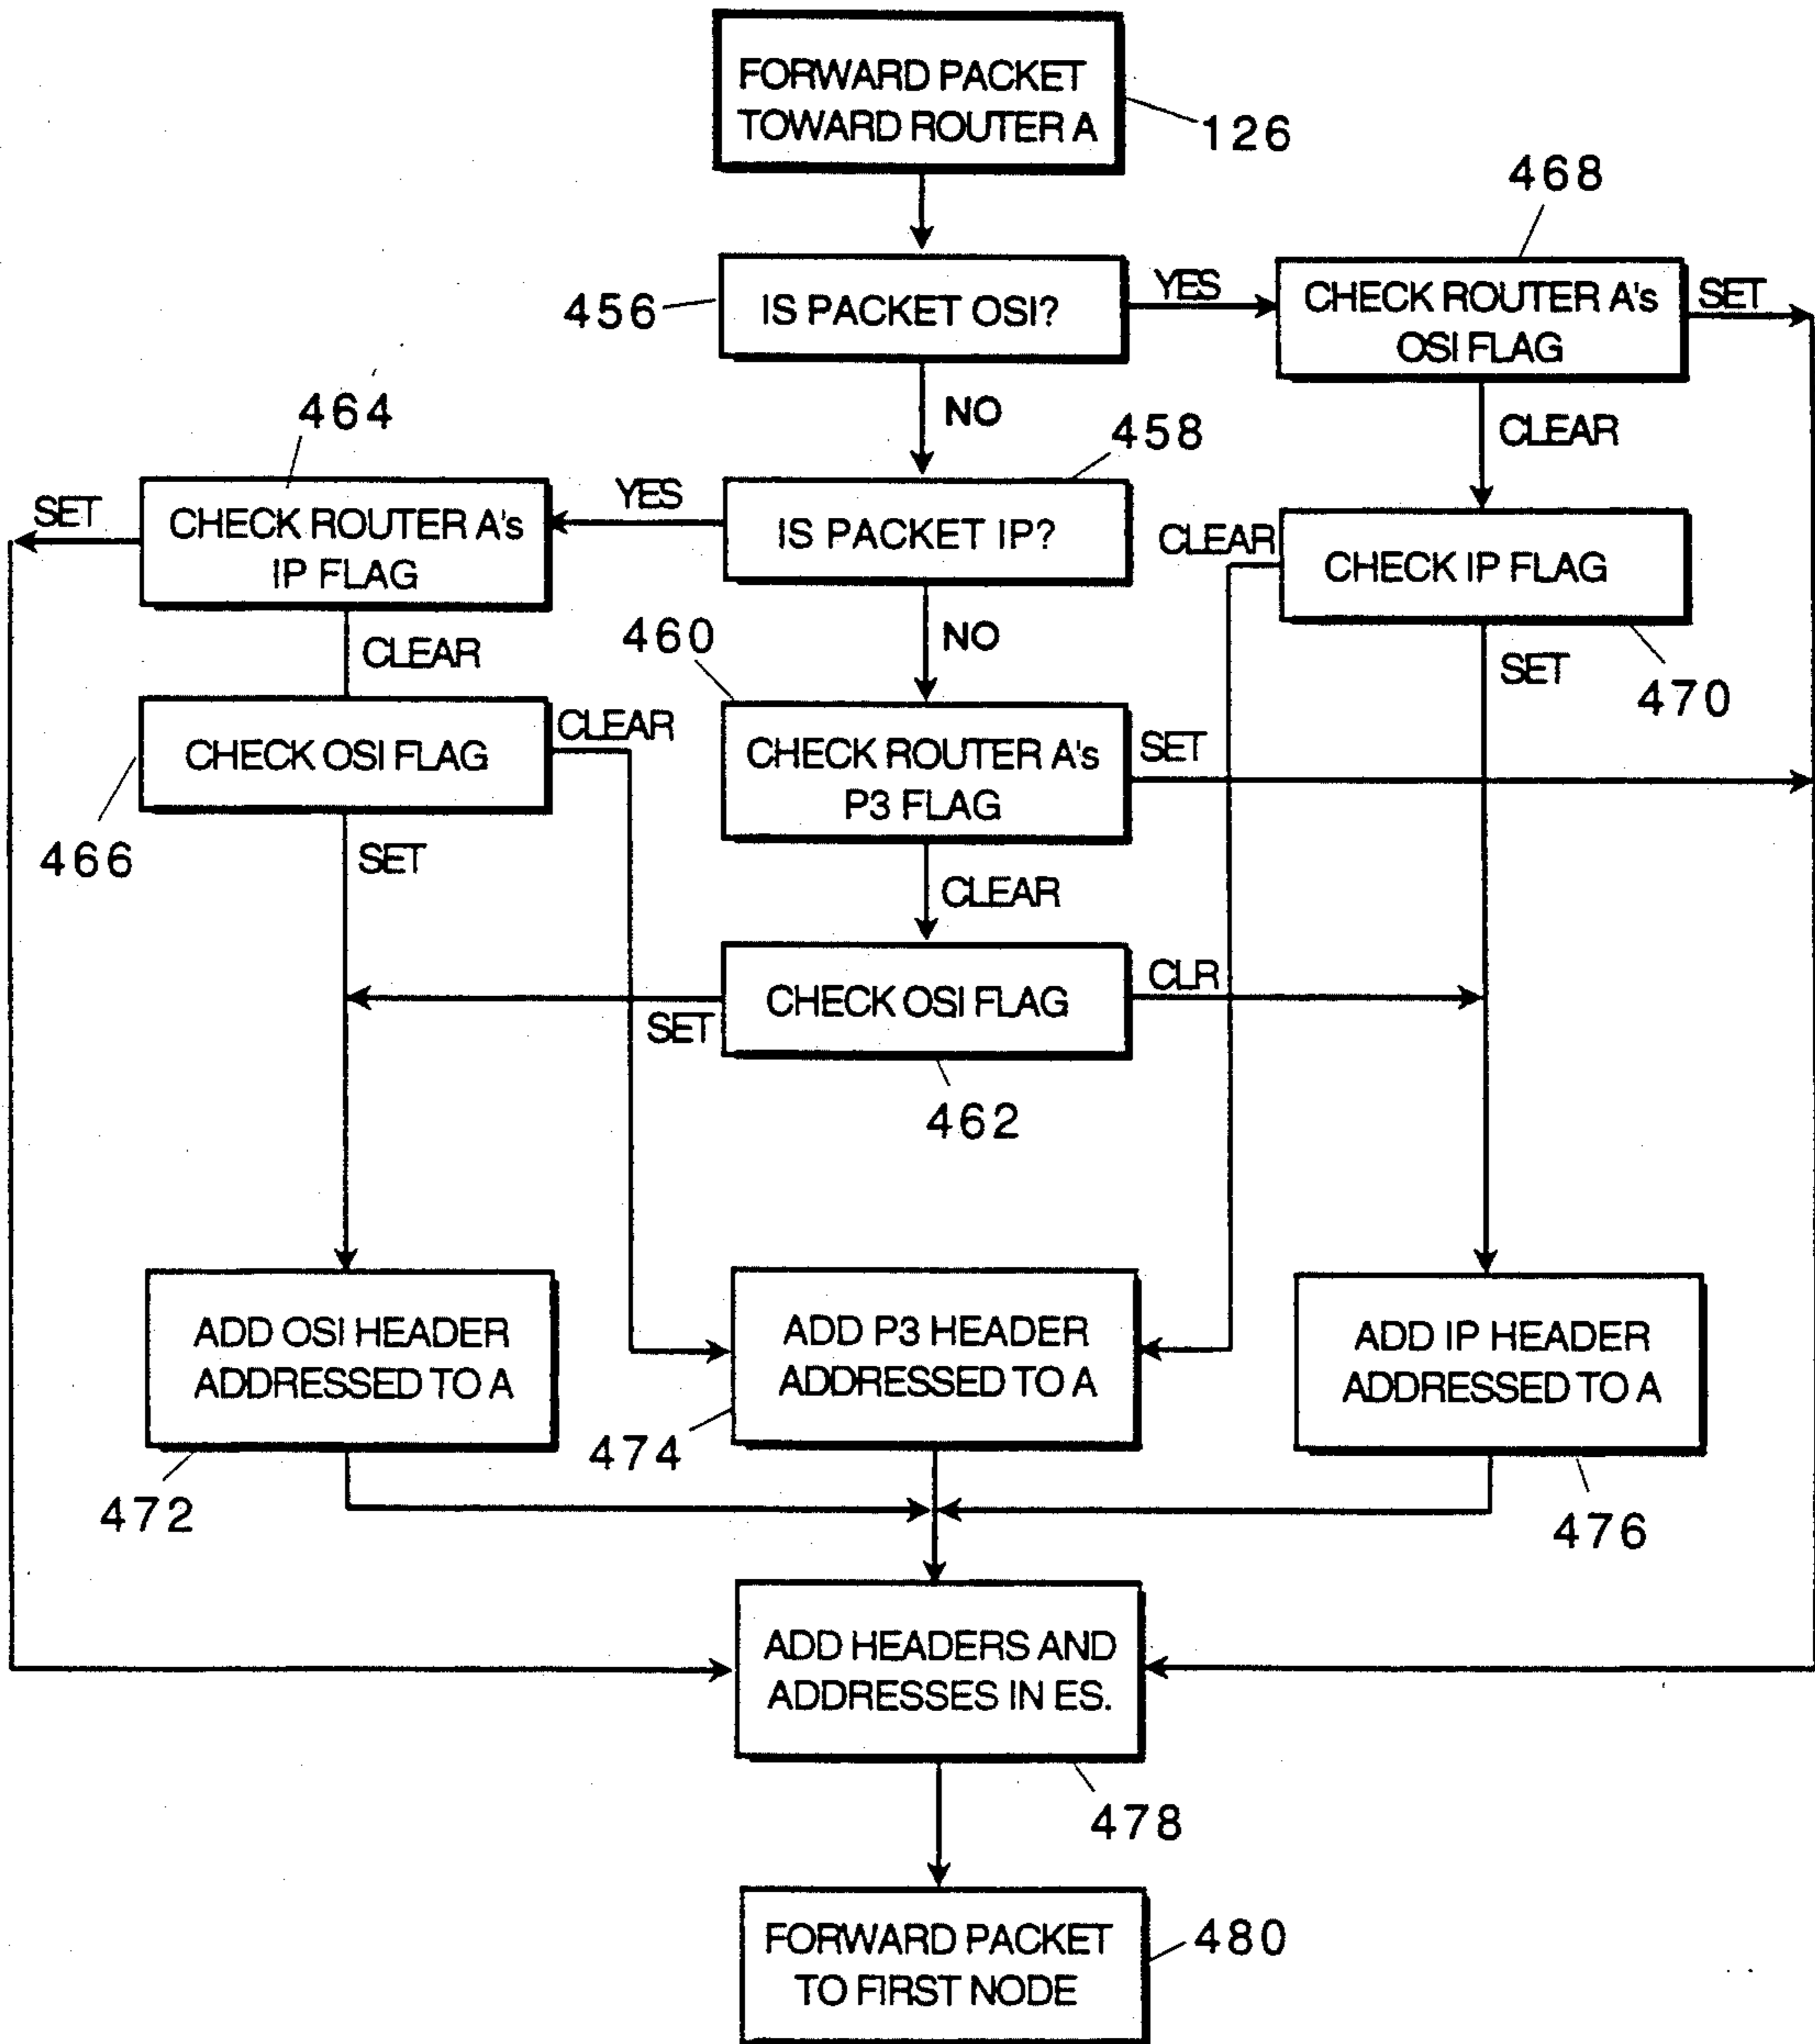 FORWARD PACKET
TOWARD ROUTER A
126
468
456
IS PACKET OSI?
YES
CHECK ROUTER A's
OSI FLAG
SET
NO
CLEAR
464
458
SET
CHECK ROUTER A's
IP FLAG
YES
IS PACKET IP?
CLEAR
CHECK IP FLAG
470
CLEAR
460
NO
SET
CHECK OSI FLAG
466
CLEAR
CHECK ROUTER A's
P3 FLAG
SET
SET
CLEAR
CHECK OSI FLAG
CLR
SET
462
ADD OSI HEADER
ADDRESSED TO A
472
ADD P3 HEADER
ADDRESSED TO A
474
ADD IP HEADER
ADDRESSED TO A
476
ADD HEADERS AND
ADDRESSES IN ES.
478
FORWARD PACKET
TO FIRST NODE
480